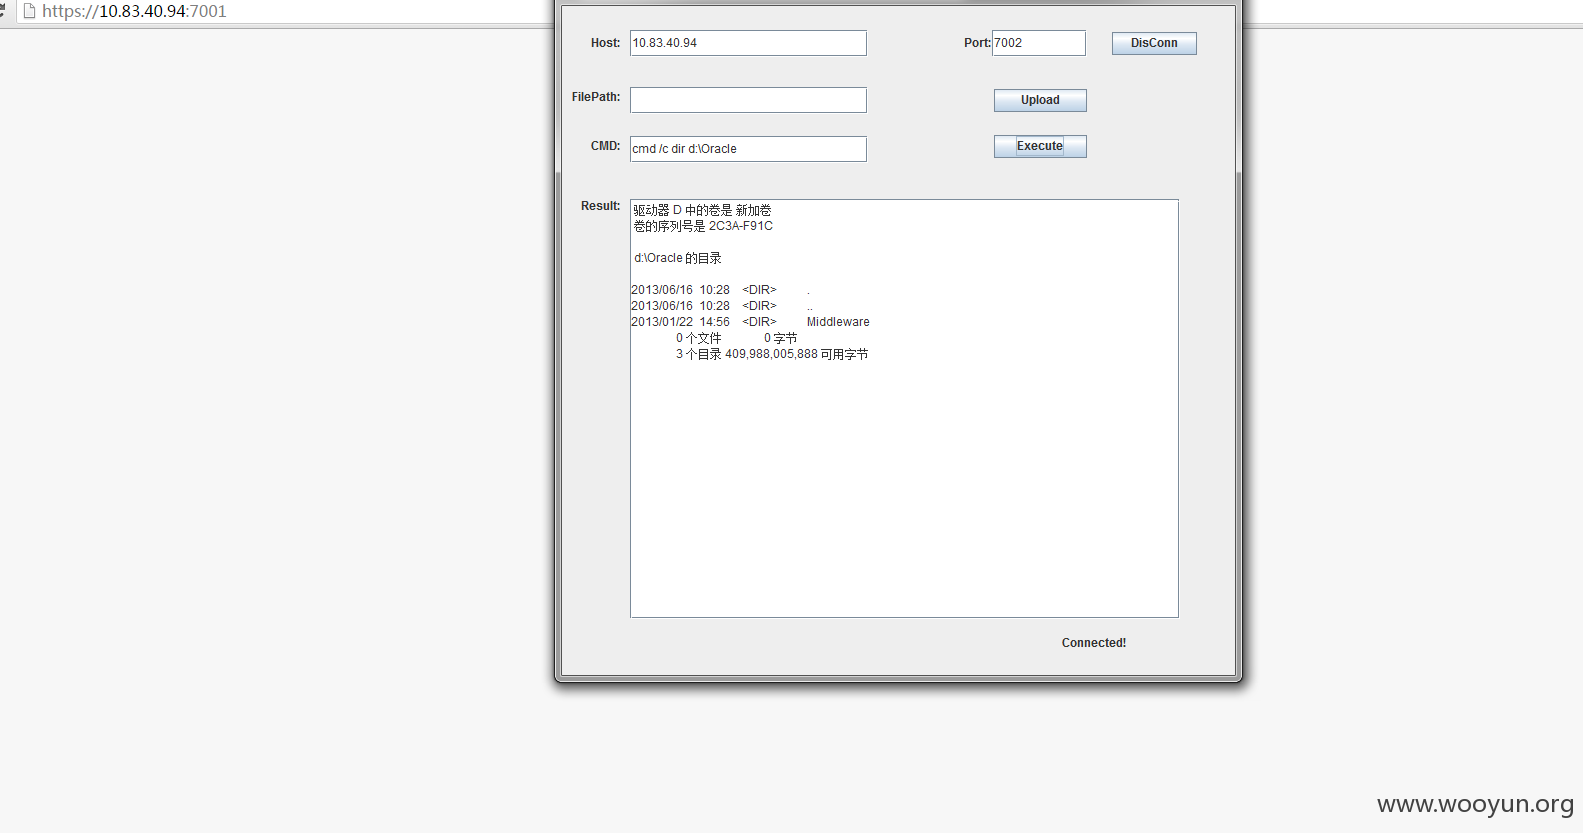 https://10.83.40.94:7001
Host: 10.83.40.94 Port: 7002 DisConn
FilePath: Upload
CMD: cmd /c dir d:\Oracle Execute
Result:
驱动器 D 中的卷是 新加卷
卷的序列号是 2C3A-F91C
d:\Oracle 的目录
2013/06/16 10:28 <DIR> .
2013/06/16 10:28 <DIR> ..
2013/01/22 14:56 <DIR> Middleware
0 个文件 0 字节
3 个目录 409,988,005,888 可用字节
Connected!
www.wooyun.org